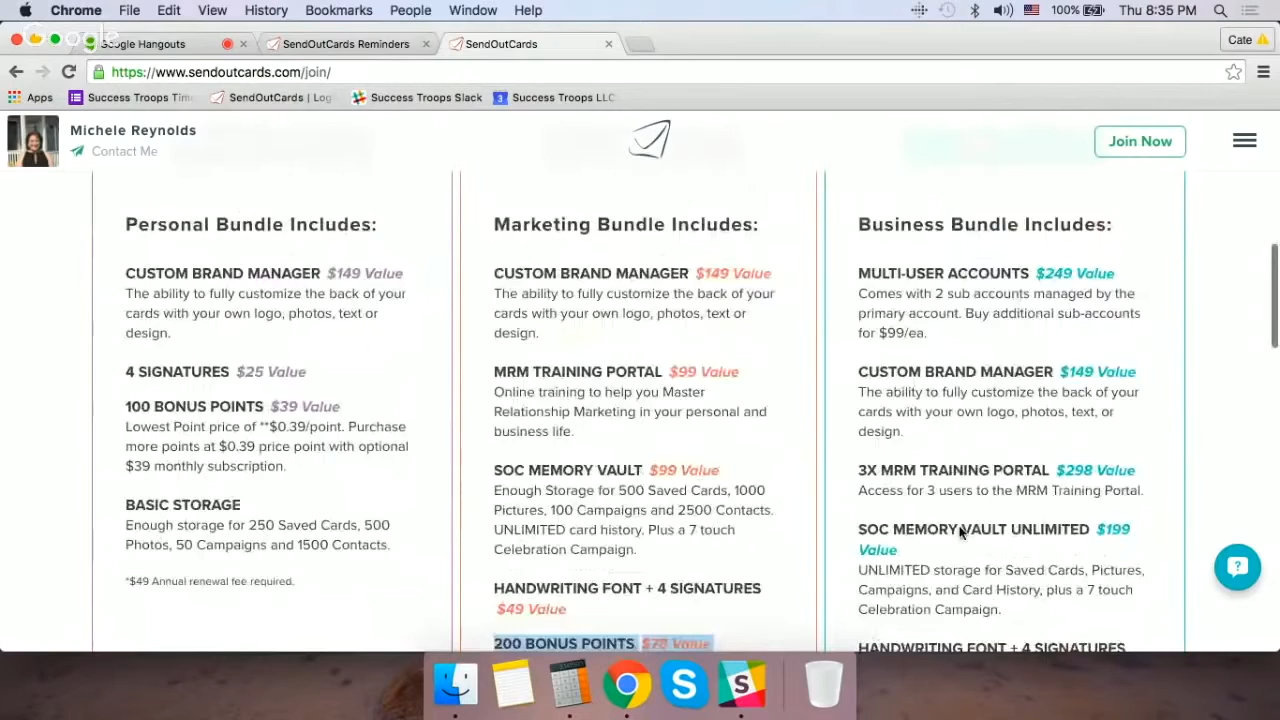 Chrome File Edit View History Bookmarks People Window Help 100% Thu 8:35 PM
Google Hangouts SendOutCards Reminders SendOutCards Cate
https://www.sendoutcards.com/join/
Apps Success Troops Time SendOutCards | Log Success Troops Slack 3 Success Troops LLC
Michele Reynolds
Contact Me
Join Now
Personal Bundle Includes:
CUSTOM BRAND MANAGER $149 Value
The ability to fully customize the back of your
cards with your own logo, photos, text or
design.
4 SIGNATURES $25 Value
100 BONUS POINTS $39 Value
Lowest Point price of **$0.39/point. Purchase
more points at $0.39 price point with optional
$39 monthly subscription.
BASIC STORAGE
Enough storage for 250 Saved Cards, 500
Photos, 50 Campaigns and 1500 Contacts.
*$49 Annual renewal fee required.
Marketing Bundle Includes:
CUSTOM BRAND MANAGER $149 Value
The ability to fully customize the back of your
cards with your own logo, photos, text or
design.
MRM TRAINING PORTAL $99 Value
Online training to help you Master
Relationship Marketing in your personal and
business life.
SOC MEMORY VAULT $99 Value
Enough Storage for 500 Saved Cards, 1000
Pictures, 100 Campaigns and 2500 Contacts.
UNLIMITED card history. Plus a 7 touch
Celebration Campaign.
HANDWRITING FONT + 4 SIGNATURES
$49 Value
200 BONUS POINTS $78 Value
Business Bundle Includes:
MULTI-USER ACCOUNTS $249 Value
Comes with 2 sub accounts managed by the
primary account. Buy additional sub-accounts
for $99/ea.
CUSTOM BRAND MANAGER $149 Value
The ability to fully customize the back of your
cards with your own logo, photos, text, or
design.
3X MRM TRAINING PORTAL $298 Value
Access for 3 users to the MRM Training Portal.
SOC MEMORY VAULT UNLIMITED $199
Value
UNLIMITED storage for Saved Cards, Pictures,
Campaigns, and Card History, plus a 7 touch
Celebration Campaign.
HANDWRITING FONT + 4 SIGNATURES